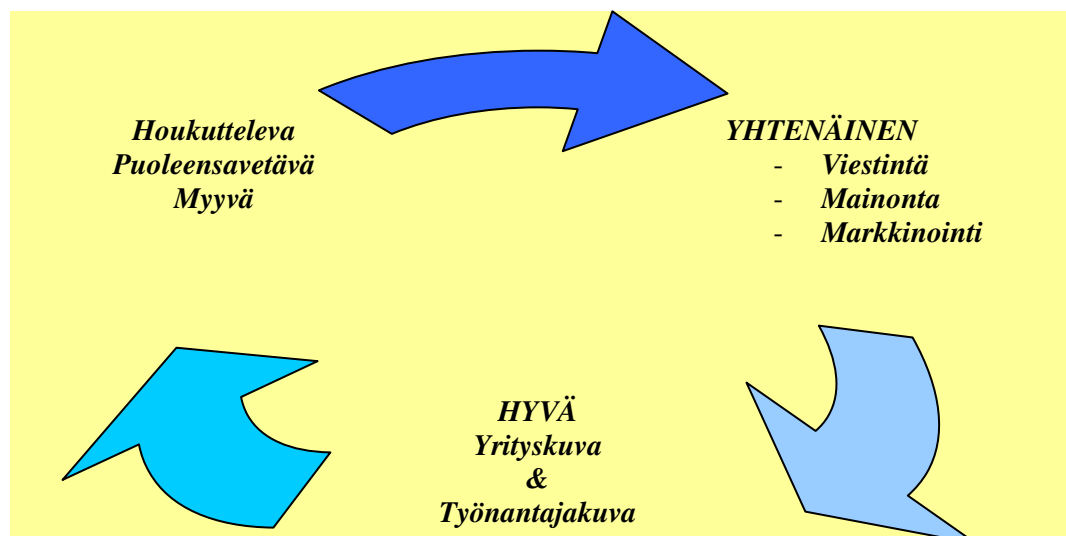 Houkutteleva
Puoleensavetävä
Myyvä
YHTENÄINEN
- Viestintä
- Mainonta
- Markkinointi
HYVÄ
Yrityskuva
&
Työnantajakuva